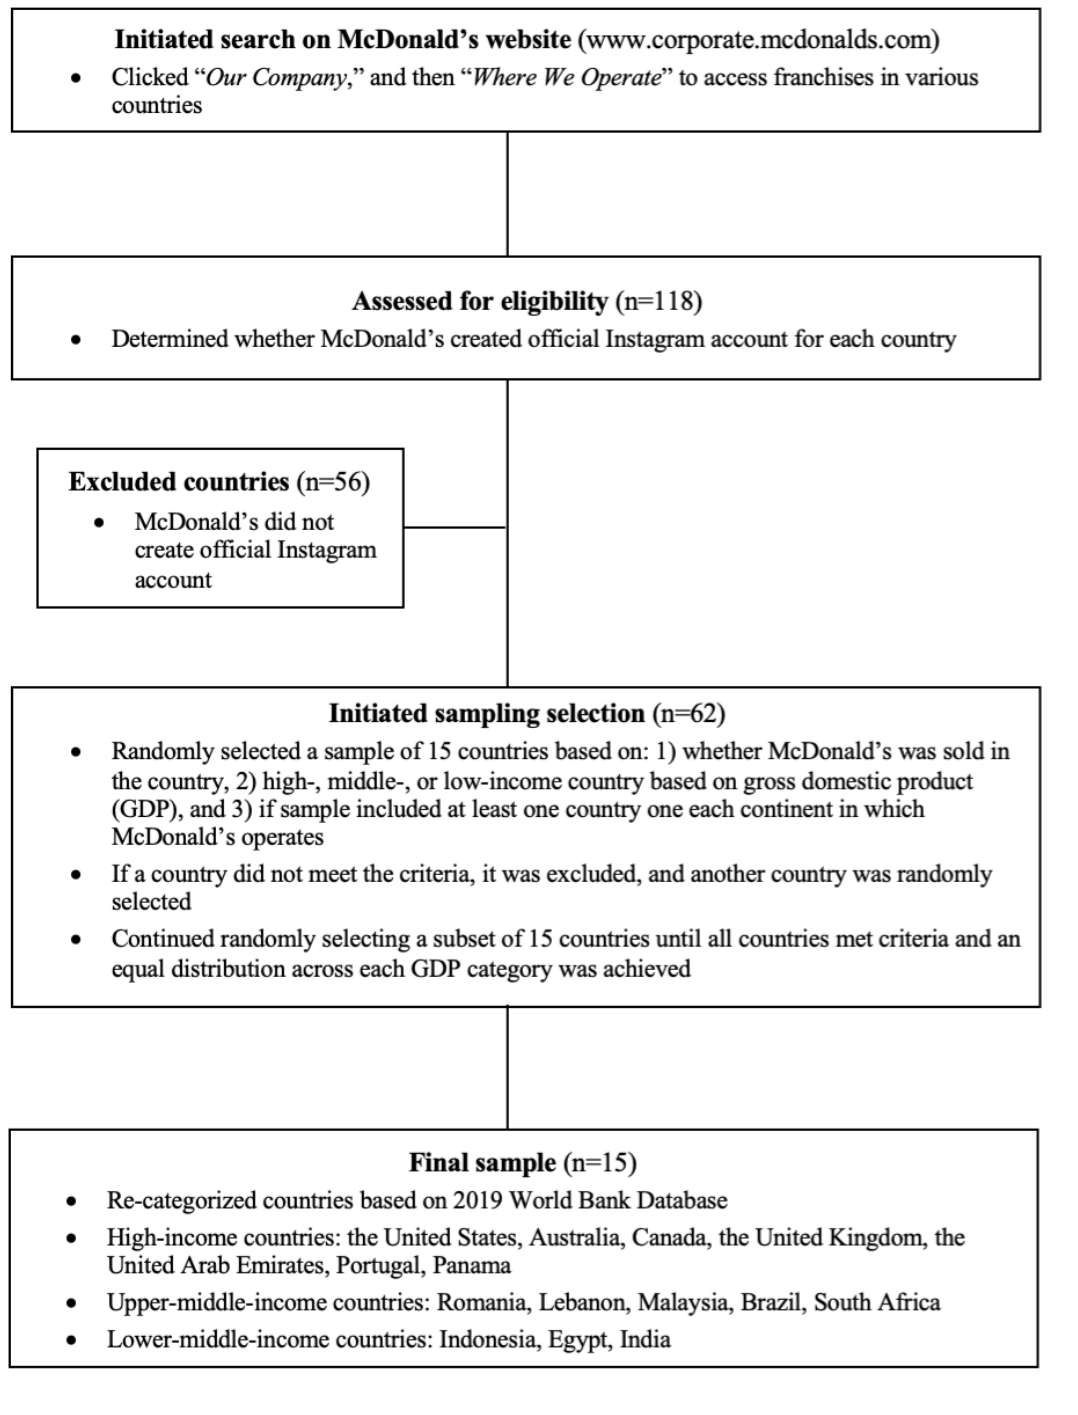 Initiated search on McDonald’s website (www.corporate.mcdonalds.com)
• Clicked “Our Company,” and then “Where We Operate” to access franchises in various
countries
Assessed for eligibility (n=118)
• Determined whether McDonald’s created official Instagram account for each country
Excluded countries (n=56)
• McDonald’s did not
create official Instagram
account
Initiated sampling selection (n=62)
• Randomly selected a sample of 15 countries based on: 1) whether McDonald’s was sold in
the country, 2) high-, middle-, or low-income country based on gross domestic product
(GDP), and 3) if sample included at least one country one each continent in which
McDonald’s operates
• If a country did not meet the criteria, it was excluded, and another country was randomly
selected
• Continued randomly selecting a subset of 15 countries until all countries met criteria and an
equal distribution across each GDP category was achieved
Final sample (n=15)
• Re-categorized countries based on 2019 World Bank Database
• High-income countries: the United States, Australia, Canada, the United Kingdom, the
United Arab Emirates, Portugal, Panama
• Upper-middle-income countries: Romania, Lebanon, Malaysia, Brazil, South Africa
• Lower-middle-income countries: Indonesia, Egypt, India